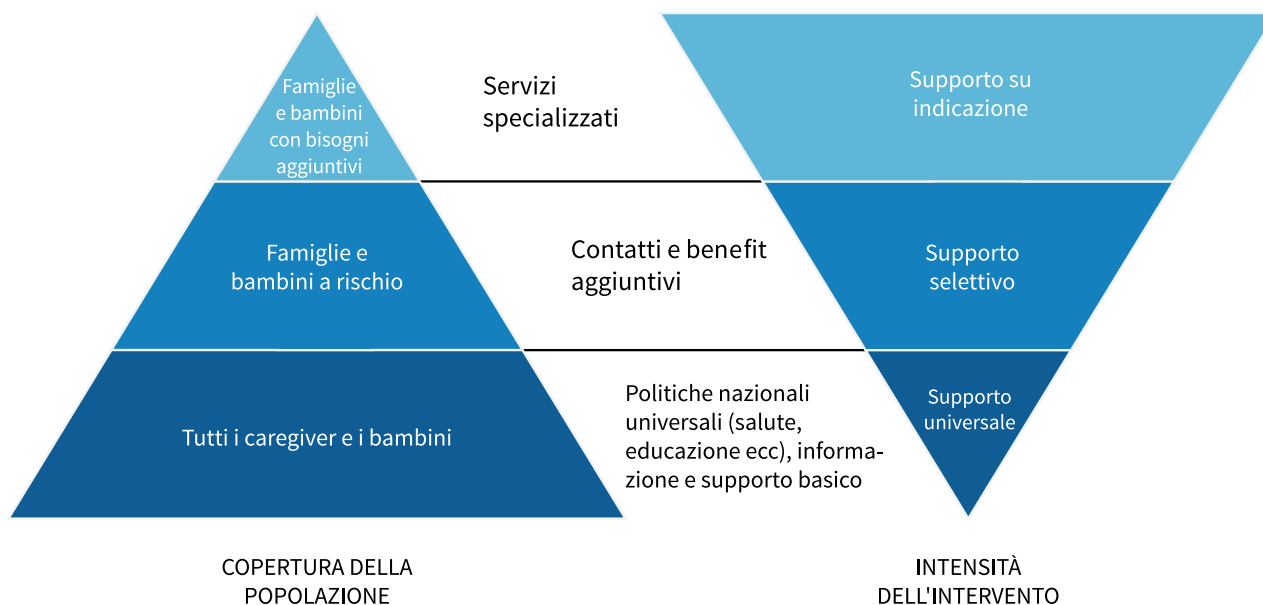 Famiglie
e bambini
con bisogni
aggiuntivi
Servizi
specializzati
Supporto su
indicazione
Famiglie e
bambini a rischio
Contatti e benefit
aggiuntivi
Supporto
selettivo
Tutti i caregiver e i bambini
Politiche nazionali
universali (salute,
educazione ecc), informa-
zione e supporto basico
Supporto
universale
COPERTURA DELLA
POPOLAZIONE
INTENSITÀ
DELL'INTERVENTO